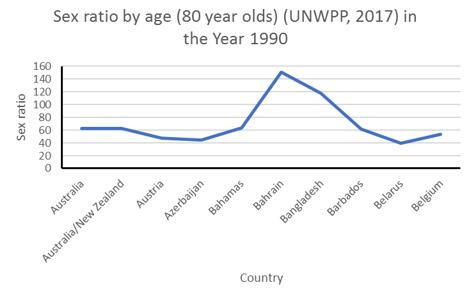 Sex ratio by age (80 year olds) (UNWPP, 2017) in
the Year 1990
160
140
120
100
80
60
40
20
0
Sex ratio
Australia
Australia/New Zealand
Austria
Azerbaijan
Bahamas
Bahrain
Bangladesh
Barbados
Belarus
Belgium
Country